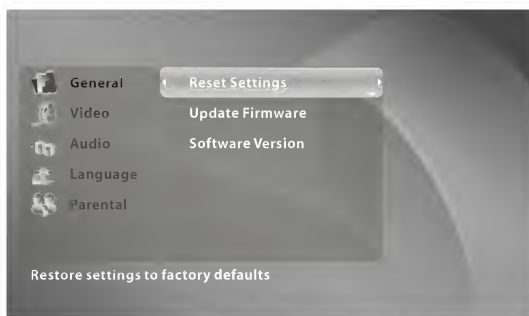 General
Reset Settings
Video
Update Firmware
Audio
Software Version
Language
Parental
Restore settings to factory defaults